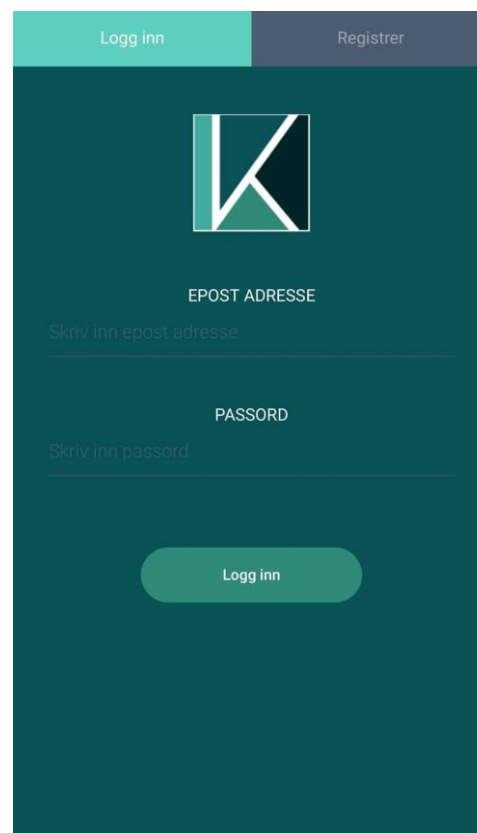 Logg inn
Registrer
K
EPOST ADRESSE
Skriv inn epost adresse
PASSORD
Skriv inn passord
Logg inn